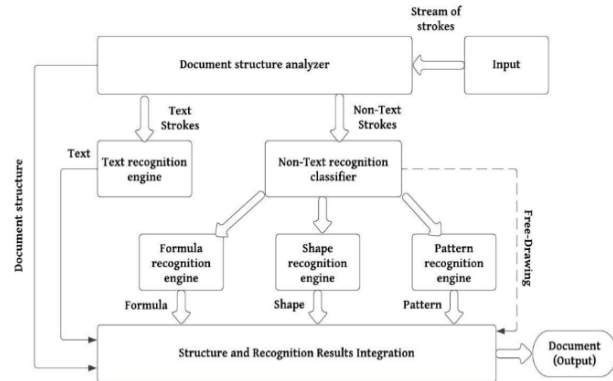 Stream of
strokes
Document structure analyzer
Input
Text
Strokes
Non-Text
Strokes
Text
Text recognition
engine
Non-Text recognition
classifier
Document structure
Free-Drawing
Formula
recognition
engine
Shape
recognition
engine
Pattern
recognition
engine
Formula
Shape
Pattern
Structure and Recognition Results Integration
Document
(Output)